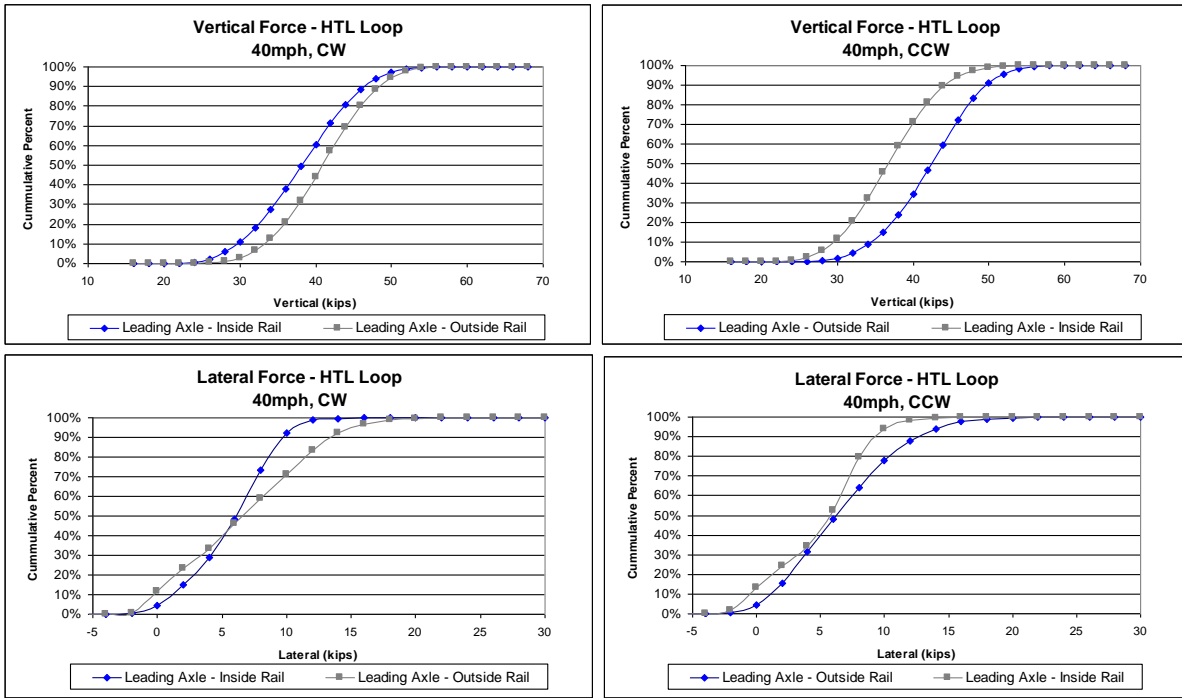 Vertical Force - HTL Loop
40mph, CW
100%
90%
80%
70%
60%
50%
40%
30%
20%
10%
0%
Cummulative Percent
10 20 30 40 50 60 70
Vertical (kips)
Leading Axle - Inside Rail Leading Axle - Outside Rail
Vertical Force - HTL Loop
40mph, CCW
100%
90%
80%
70%
60%
50%
40%
30%
20%
10%
0%
Cummulative Percent
10 20 30 40 50 60 70
Vertical (kips)
Leading Axle - Outside Rail Leading Axle - Inside Rail
Lateral Force - HTL Loop
40mph, CW
100%
90%
80%
70%
60%
50%
40%
30%
20%
10%
0%
Cummulative Percent
-5 0 5 10 15 20 25 30
Lateral (kips)
Leading Axle - Inside Rail Leading Axle - Outside Rail
Lateral Force - HTL Loop
40mph, CCW
100%
90%
80%
70%
60%
50%
40%
30%
20%
10%
0%
Cummulative Percent
-5 0 5 10 15 20 25 30
Lateral (kips)
Leading Axle - Outside Rail Leading Axle - Inside Rail